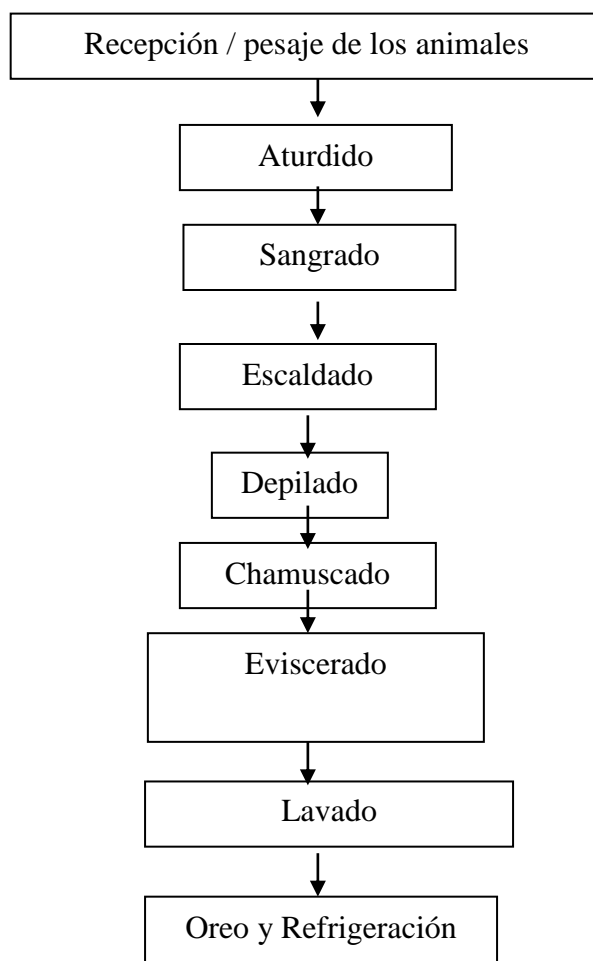 Recepción / pesaje de los animales
Aturdido
Sangrado
Escaldado
Depilado
Chamuscado
Eviscerado
Lavado
Oreo y Refrigeración